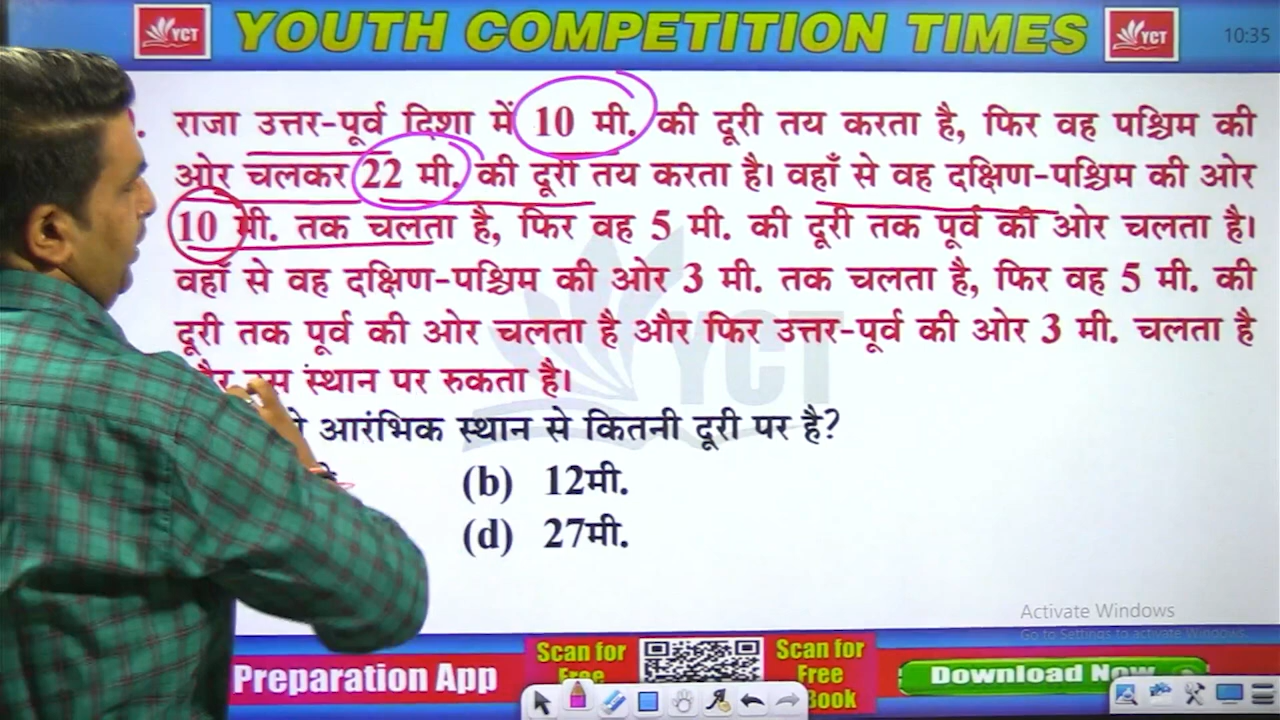 YCT
YOUTH COMPETITION TIMES
YCT
10:35
राजा उत्तर-पूर्व दिशा में 10 मी. की दूरी तय करता है, फिर वह पश्चिम की
ओर चलकर 22 मी. की दूरी तय करता है। वहाँ से वह दक्षिण-पश्चिम की ओर
10 मी. तक चलता है, फिर वह 5 मी. की दूरी तक पूर्व की ओर चलता है।
वहाँ से वह दक्षिण-पश्चिम की ओर 3 मी. तक चलता है, फिर वह 5 मी. की
दूरी तक पूर्व की ओर चलता है और फिर उत्तर-पूर्व की ओर 3 मी. चलता है
स्थान पर रुकता है।
आरंभिक स्थान से कितनी दूरी पर है?
(b) 12मी.
(d) 27मी.
YCT
Activate Windows
Go to Settings to activate Windows.
Preparation App
Scan for
Free
Scan for
Free
Book
Download Now